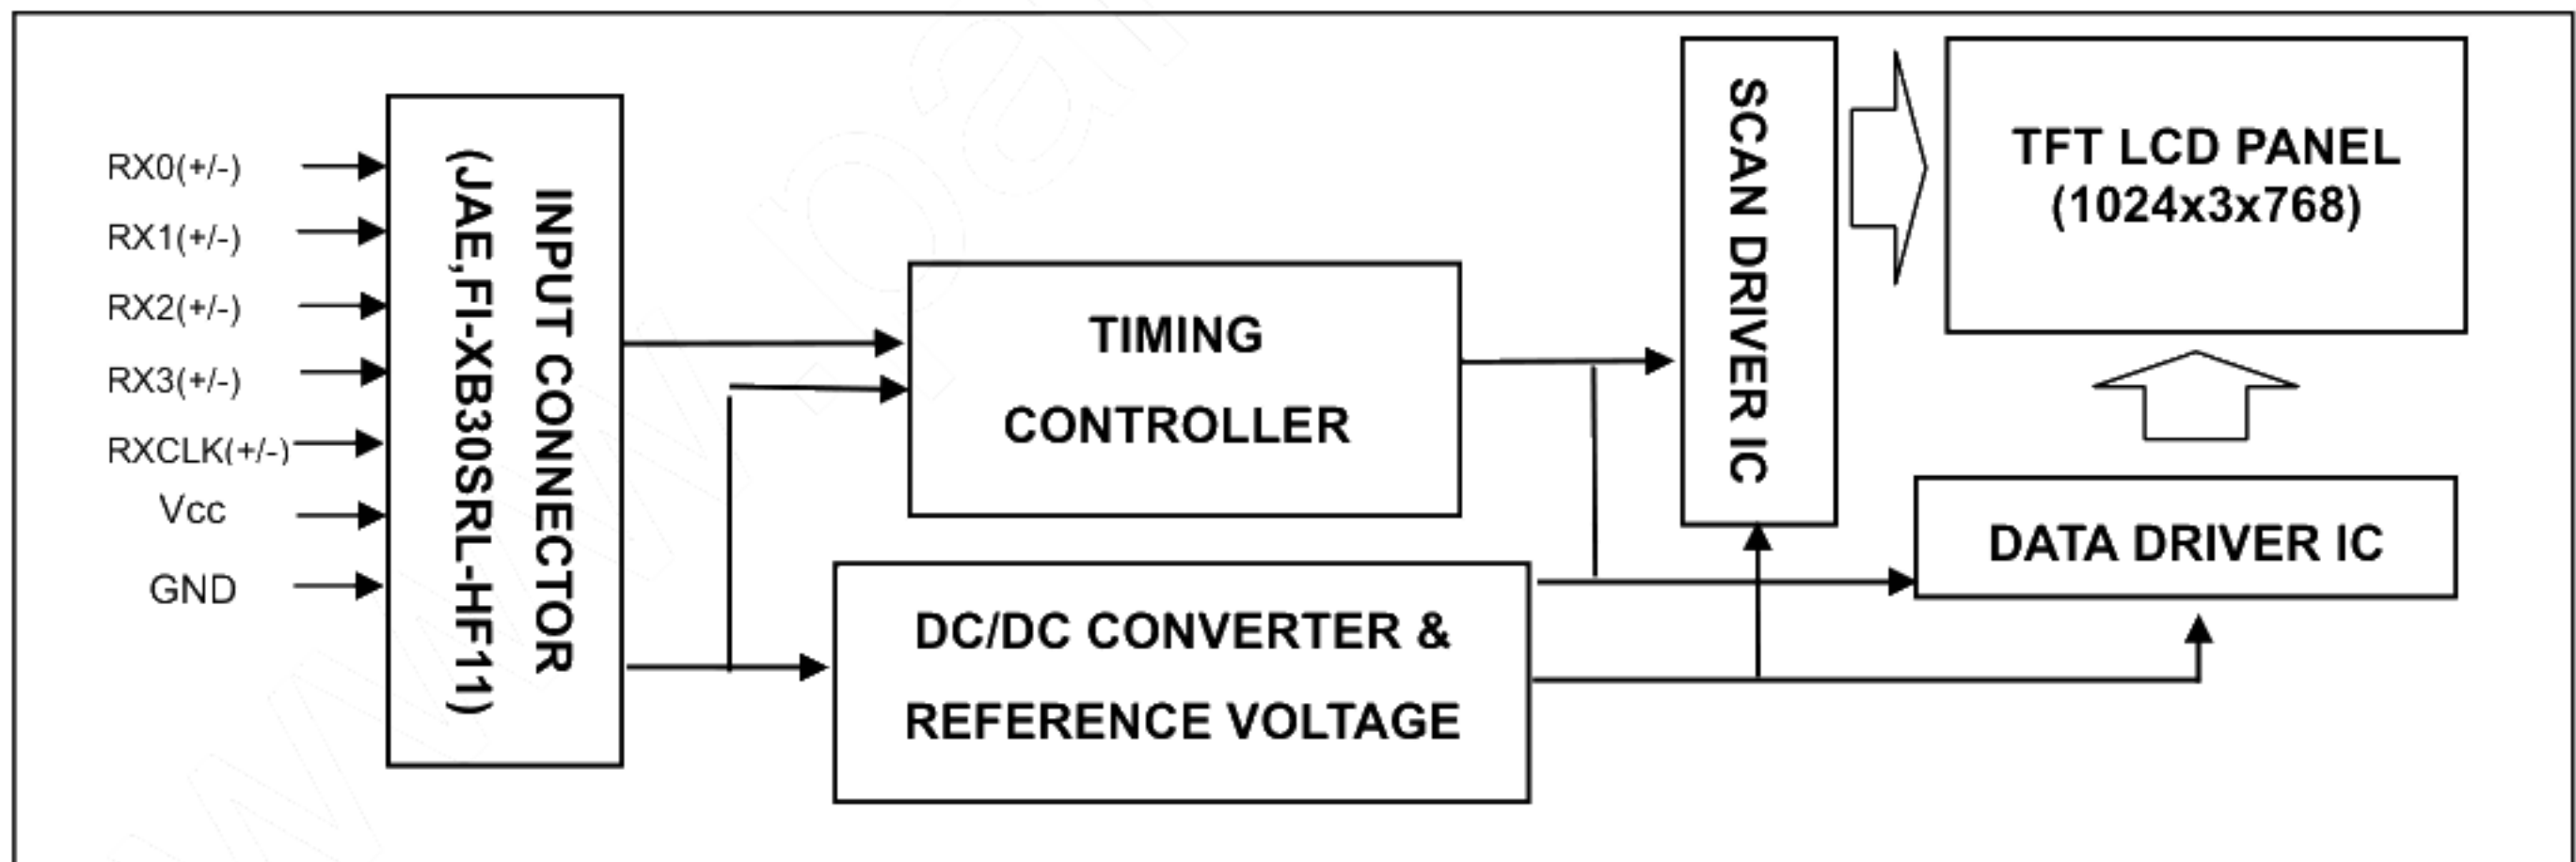 RX0(+/-)
RX1(+/-)
RX2(+/-)
RX3(+/-)
RXCLK(+/-)
Vcc
GND
INPUT CONNECTOR
(JAE,FI-XB30SRL-HF11)
TIMING
CONTROLLER
DC/DC CONVERTER &
REFERENCE VOLTAGE
SCAN DRIVER IC
TFT LCD PANEL
(1024x3x768)
DATA DRIVER IC